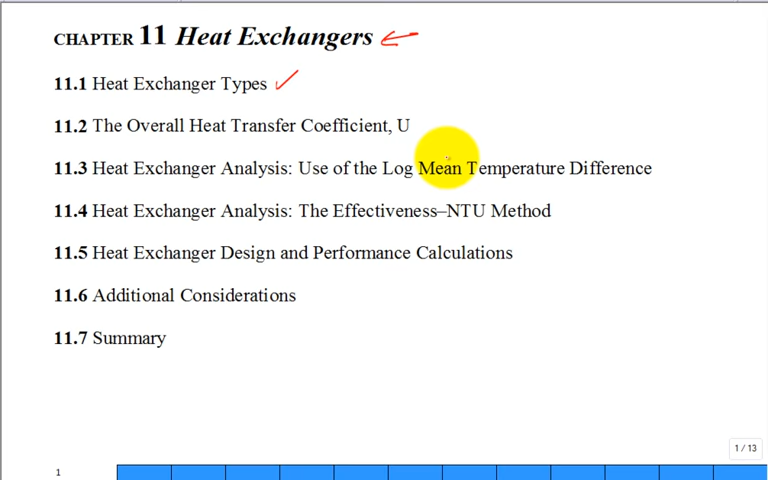 CHAPTER 11 Heat Exchangers
11.1 Heat Exchanger Types
11.2 The Overall Heat Transfer Coefficient, U
11.3 Heat Exchanger Analysis: Use of the Log Mean Temperature Difference
11.4 Heat Exchanger Analysis: The Effectiveness–NTU Method
11.5 Heat Exchanger Design and Performance Calculations
11.6 Additional Considerations
11.7 Summary
1 / 13
1